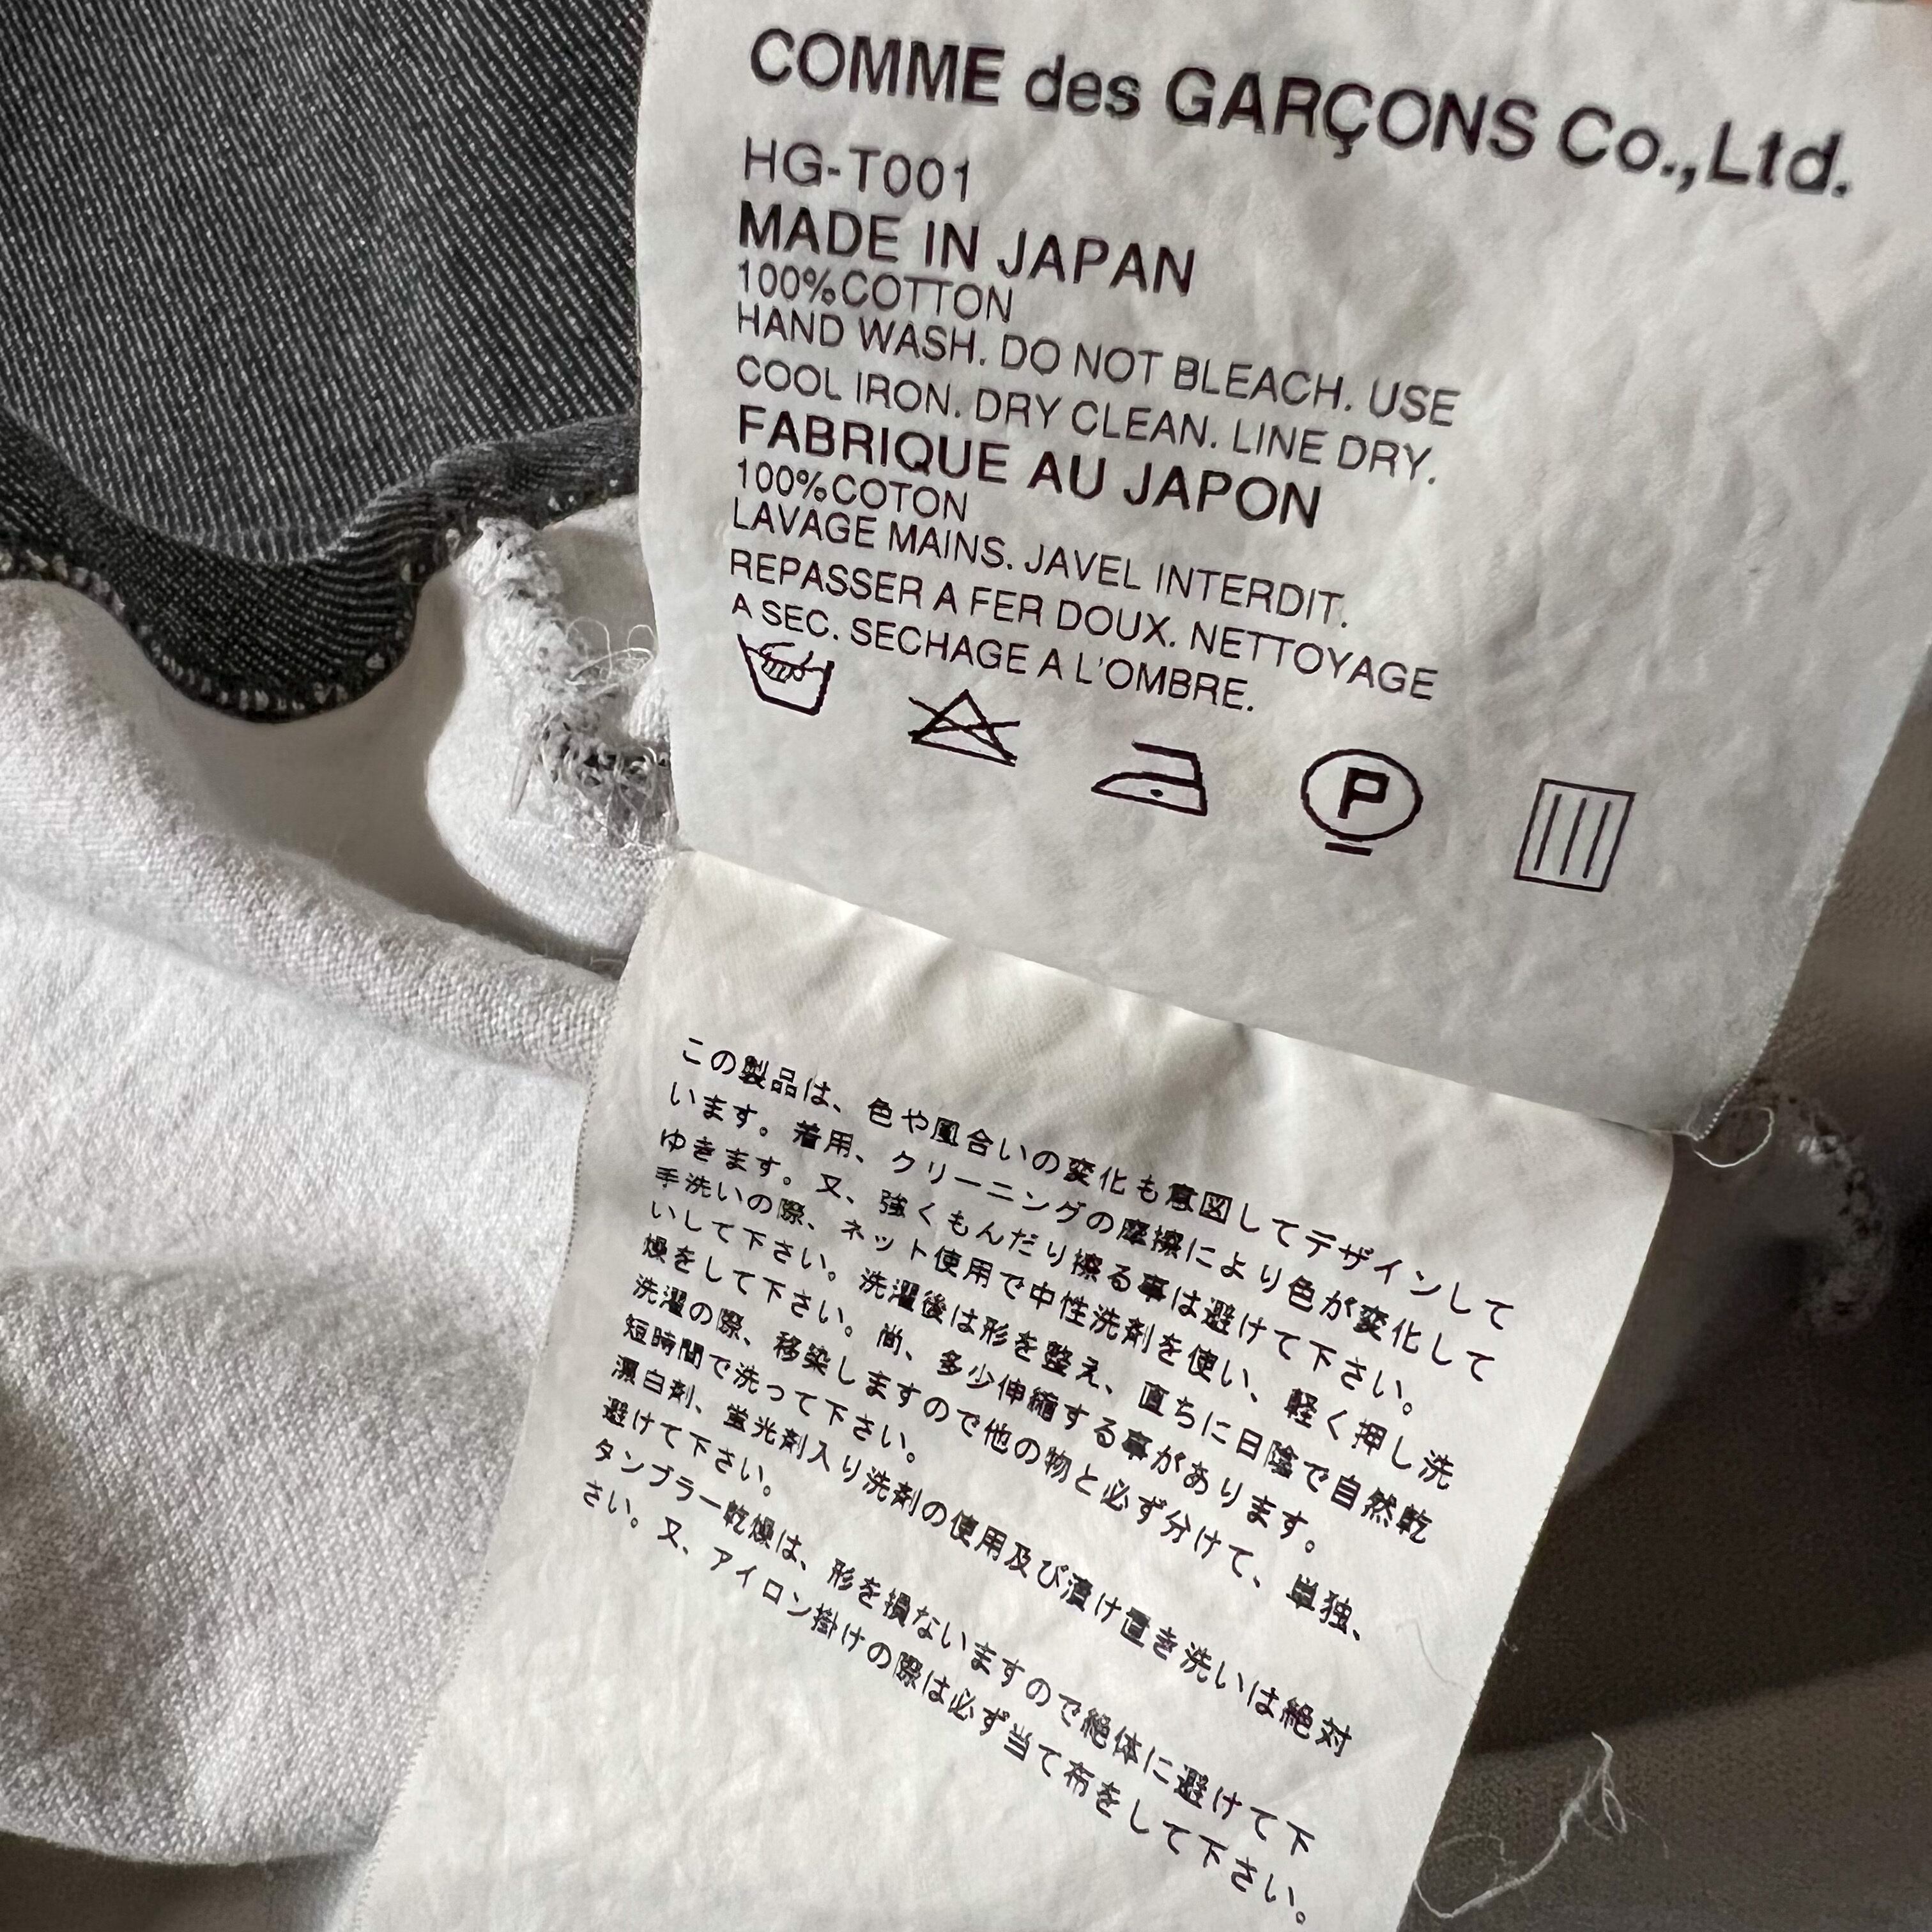 COMME des GARÇONS Co.,Ltd.
HG-T001
MADE IN JAPAN
100%COTTON
HAND WASH. DO NOT BLEACH. USE
COOL IRON. DRY CLEAN. LINE DRY.
FABRIQUE AU JAPON
100%COTON
LAVAGE MAINS. JAVEL INTERDIT.
REPASSER A FER DOUX. NETTOYAGE
A SEC. SECHAGE A L'OMBRE.
P
この製品は、色や風合いの変化も意図してデザインして
います。着用、クリーニングの摩擦により色が変化して
ゆきます。又、強くもんだり擦る事は避けて下さい。
手洗いの際、ネット使用で中性洗剤を使い、軽く押し洗
いして下さい。洗濯後は形を整え、直ちに日陰で自然乾
燥をして下さい。尚、多少伸縮する事があります。
洗濯の際、移染しますので他の物と必ず分けて、単独、
短時間で洗って下さい。
漂白剤、蛍光剤入り洗剤の使用及び漬け置き洗いは絶対
避けて下さい。
タンブラー乾燥は、形を損ないますので絶体に避けて下
さい。又、アイロン掛けの際は必ず当て布をして下さい。